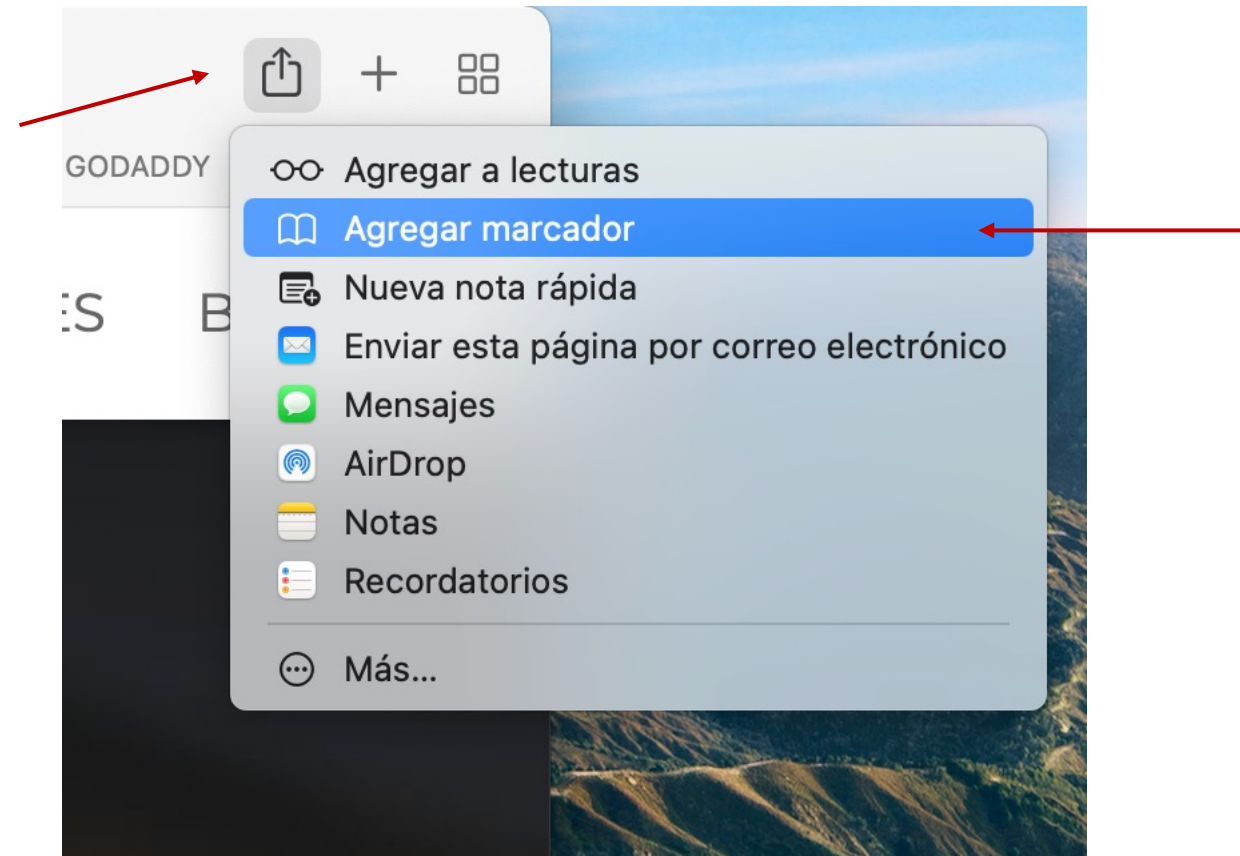 GODADDY
Agregar a lecturas
Agregar marcador
ES B
Nueva nota rápida
Enviar esta página por correo electrónico
Mensajes
AirDrop
Notas
Recordatorios
Más...